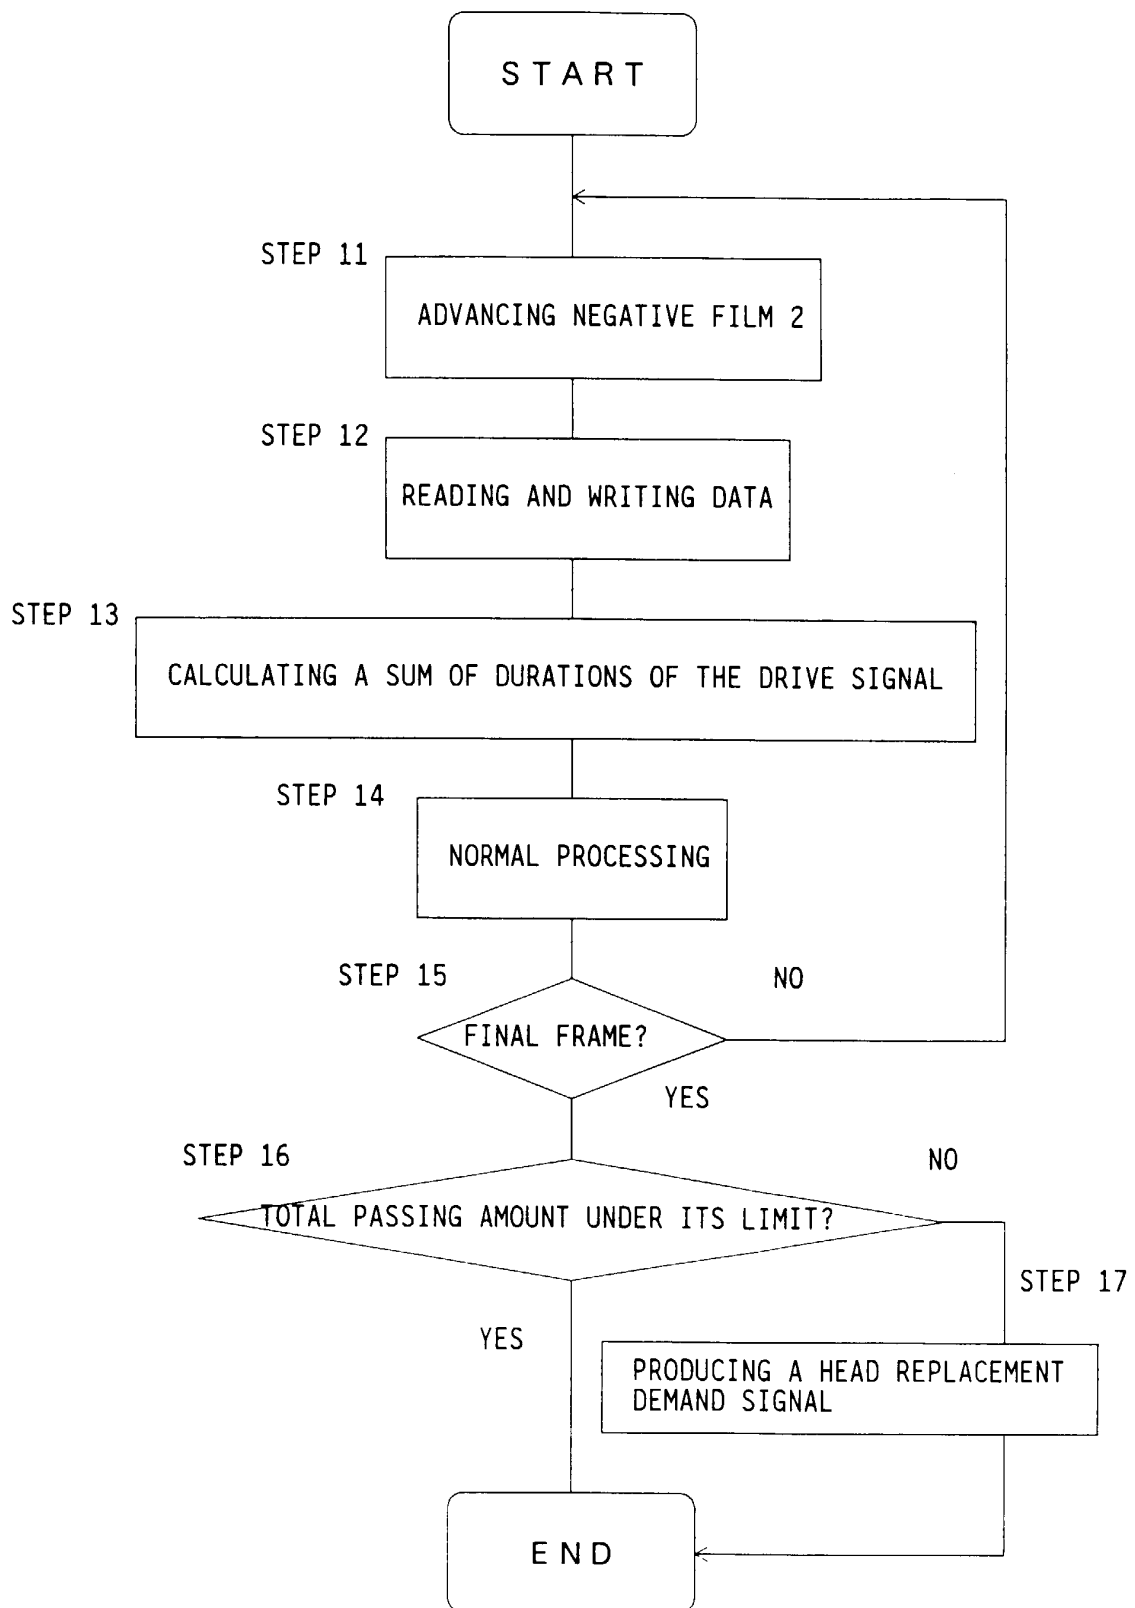 START
STEP 11
ADVANCING NEGATIVE FILM 2
STEP 12
READING AND WRITING DATA
STEP 13
CALCULATING A SUM OF DURATIONS OF THE DRIVE SIGNAL
STEP 14
NORMAL PROCESSING
STEP 15
NO
FINAL FRAME?
YES
STEP 16
NO
TOTAL PASSING AMOUNT UNDER ITS LIMIT?
STEP 17
YES
PRODUCING A HEAD REPLACEMENT
DEMAND SIGNAL
END